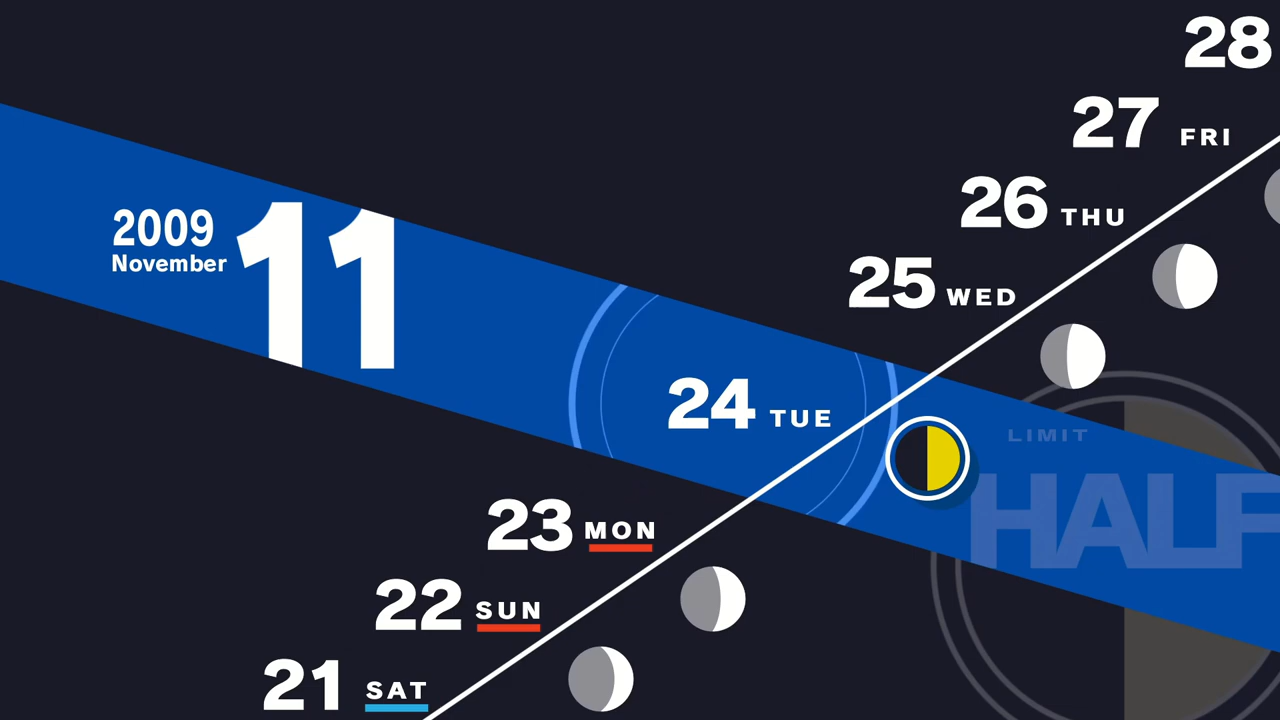 28
27 FRI
26 THU
25 WED
2009
November
11
24 TUE
LIMIT
HALF
23 MON
22 SUN
21 SAT